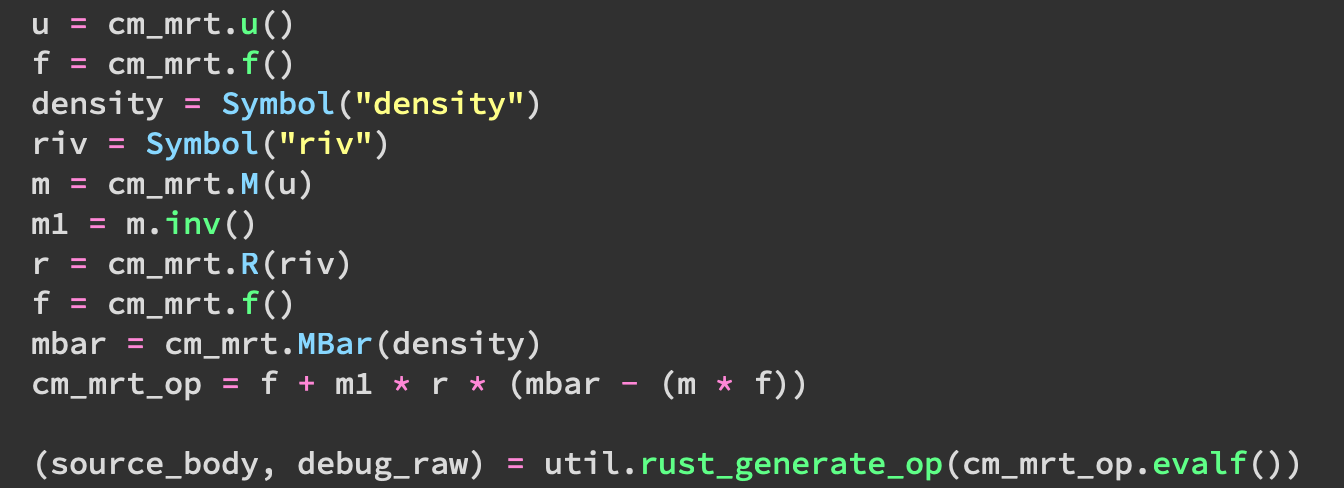 u = cm_mrt.u()
f = cm_mrt.f()
density = Symbol("density")
riv = Symbol("riv")
m = cm_mrt.M(u)
m1 = m.inv()
r = cm_mrt.R(riv)
f = cm_mrt.f()
mbar = cm_mrt.MBar(density)
cm_mrt_op = f + m1 * r * (mbar - (m * f))
(source_body, debug_raw) = util.rust_generate_op(cm_mrt_op.evalf())